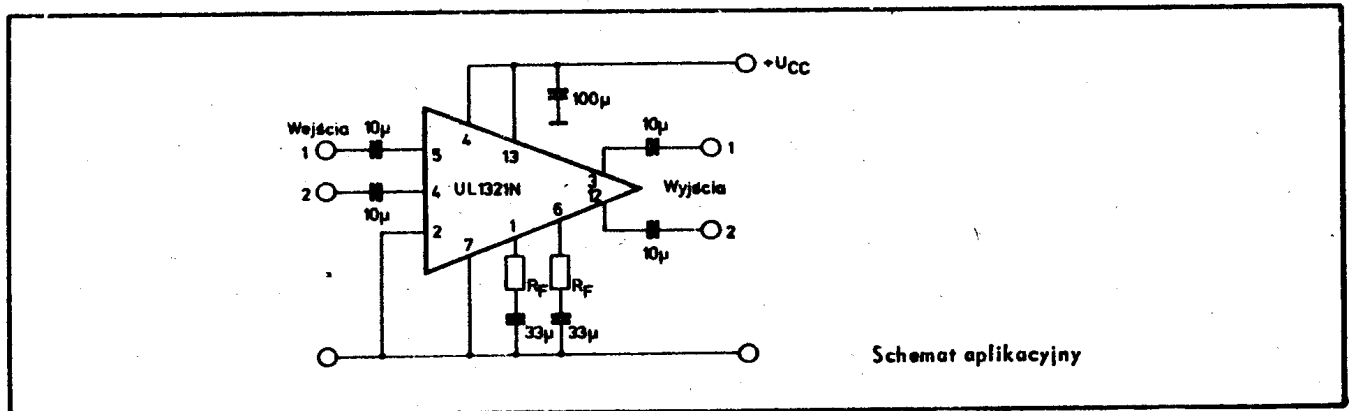 +UCC
100µ
Wejścia 10µ
1
5
4
13
10µ
1
2
4
UL1321N
3
12
Wyjścia
10µ
2
6
1
2
7
10µ
RF
RF
33µ
33µ
Schemat aplikacyjny